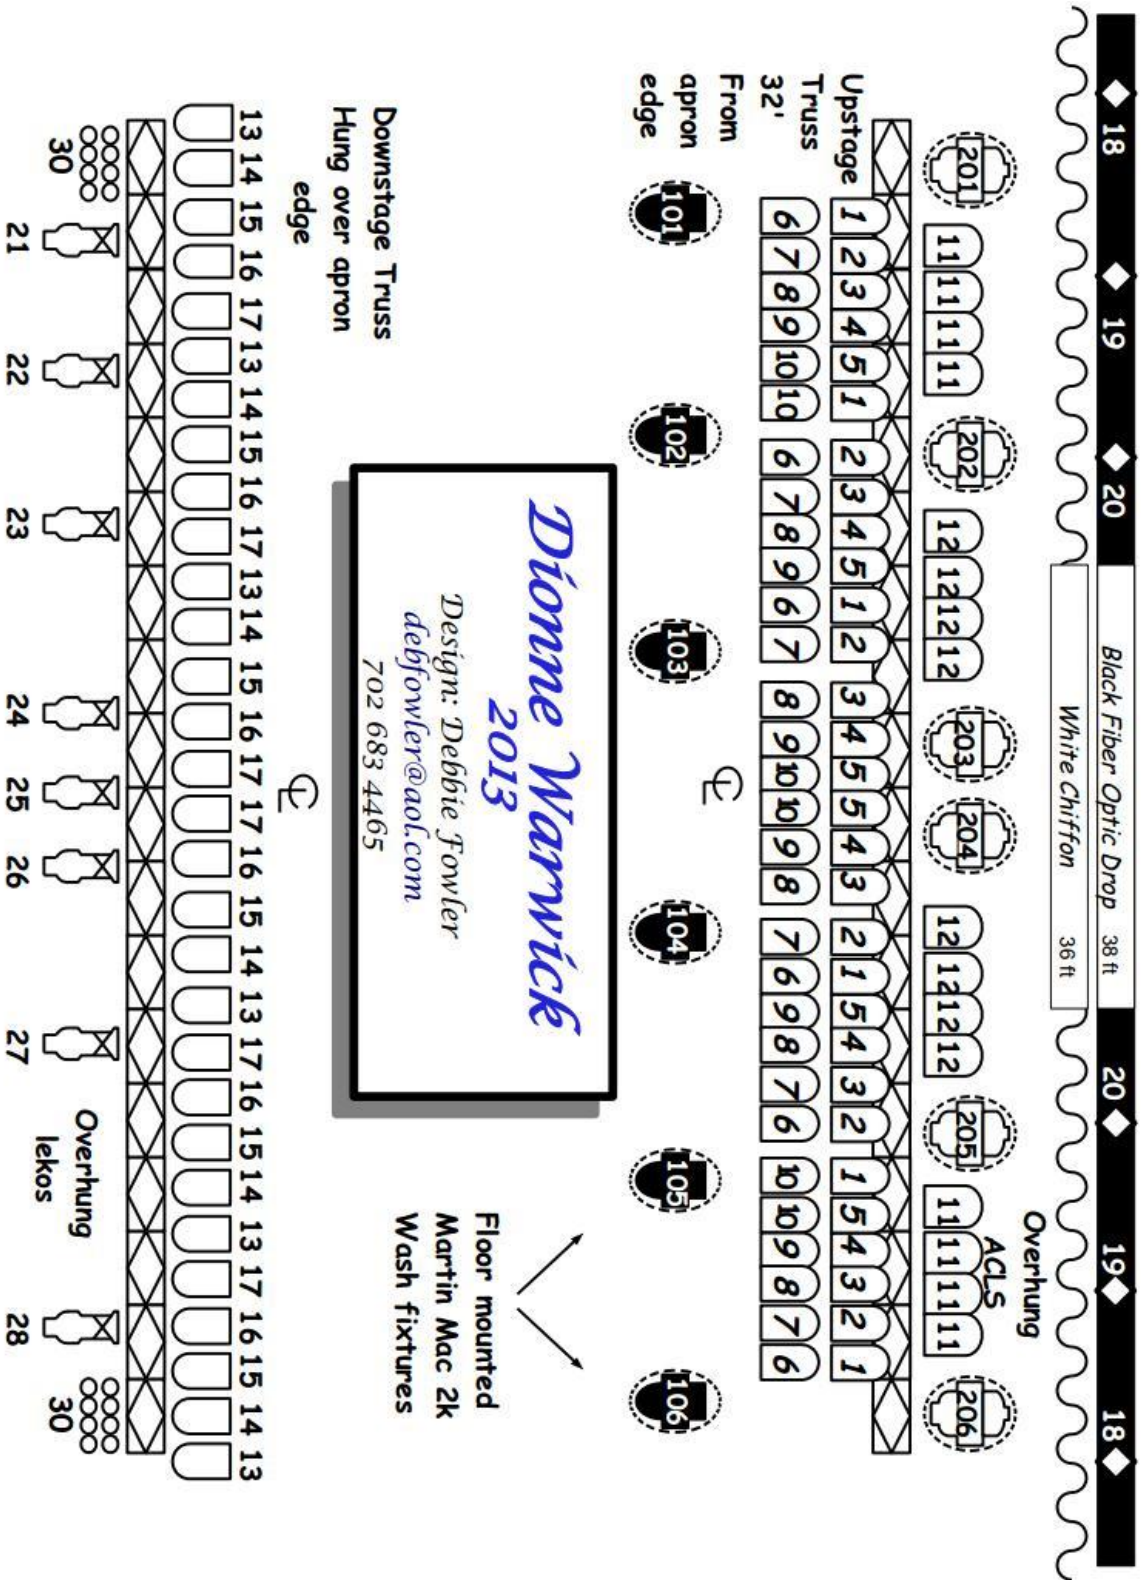 18 19 20 Black Fiber Optic Drop 38 ft 20 19 18
White Chiffon 36 ft
Overhung
ACLS
201 11 11 11 11 202 12 12 12 12 203 204 12 12 12 12 205 11 11 11 11 206
Upstage 1 2 3 4 5 1 2 3 4 5 1 2 3 4 5 5 4 3 2 1 5 4 3 2 1 5 4 3 2 1
Truss
32' 6 7 8 9 10 10 6 7 8 9 6 7 8 9 10 10 9 8 7 6 9 8 7 6 10 10 9 8 7 6
From
apron
edge
CL
101 102 103 104 105 106
Dionne Warwick
2013
Design: Debbie Fowler
debfowler@aol.com
702 683 4465
Floor mounted
Martin Mac 2k
Wash fixtures
Downstage Truss
Hung over apron
edge
CL
13 14 15 16 17 13 14 15 16 17 13 14 15 16 17 17 16 15 14 13 17 16 15 14 13 17 16 15 14 13
Overhung
lekos
30 30
21 22 23 24 25 26 27 28